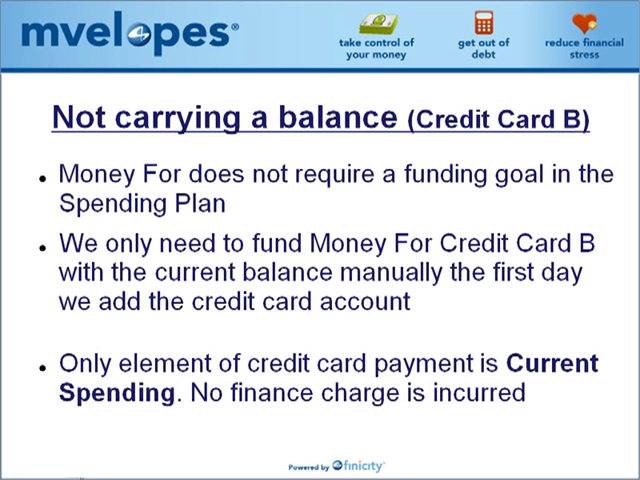 mvelopes®
take control of
your money
get out of
debt
reduce financial
stress
Not carrying a balance (Credit Card B)
• Money For does not require a funding goal in the
Spending Plan
• We only need to fund Money For Credit Card B
with the current balance manually the first day
we add the credit card account
• Only element of credit card payment is Current
Spending. No finance charge is incurred
Powered by finicity